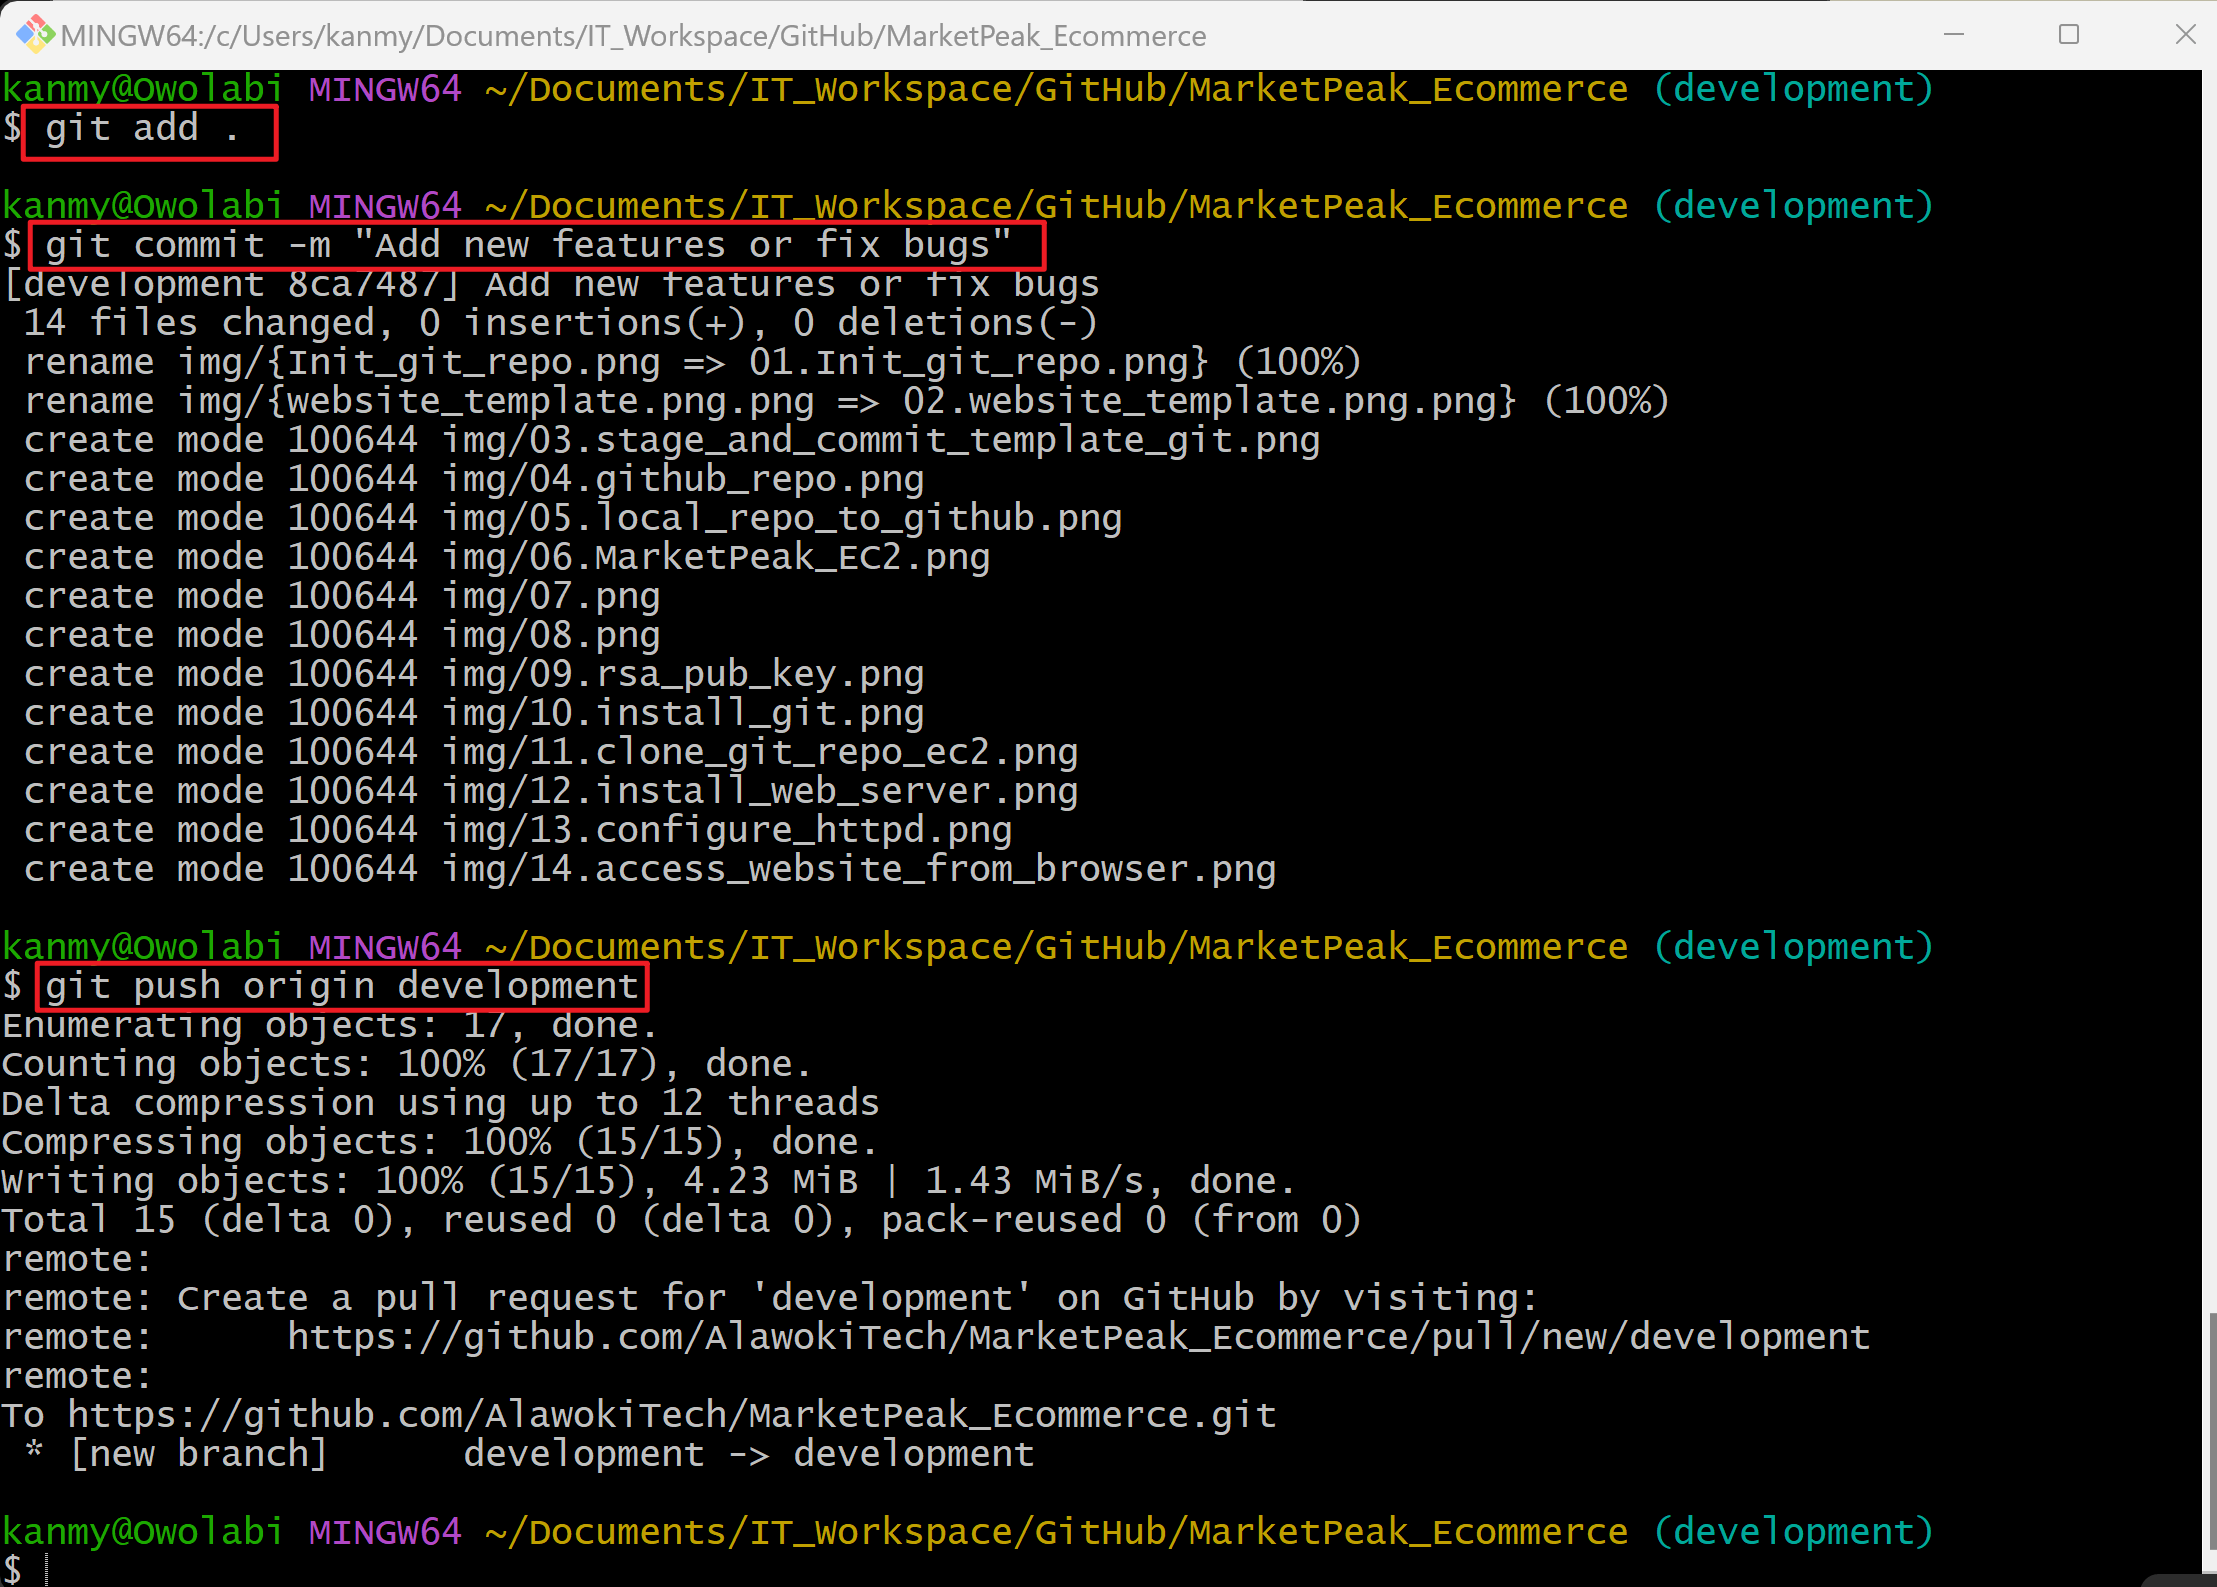 MINGW64:/c/Users/kanmy/Documents/IT_Workspace/GitHub/MarketPeak_Ecommerce
kanmy@Owolabi MINGW64 ~/Documents/IT_Workspace/GitHub/MarketPeak_Ecommerce (development)
$ git add .
kanmy@Owolabi MINGW64 ~/Documents/IT_Workspace/GitHub/MarketPeak_Ecommerce (development)
$ git commit -m "Add new features or fix bugs"
[development 8ca7487] Add new features or fix bugs
 14 files changed, 0 insertions(+), 0 deletions(-)
 rename img/{Init_git_repo.png => 01.Init_git_repo.png} (100%)
 rename img/{website_template.png.png => 02.website_template.png.png} (100%)
 create mode 100644 img/03.stage_and_commit_template_git.png
 create mode 100644 img/04.github_repo.png
 create mode 100644 img/05.local_repo_to_github.png
 create mode 100644 img/06.MarketPeak_EC2.png
 create mode 100644 img/07.png
 create mode 100644 img/08.png
 create mode 100644 img/09.rsa_pub_key.png
 create mode 100644 img/10.install_git.png
 create mode 100644 img/11.clone_git_repo_ec2.png
 create mode 100644 img/12.install_web_server.png
 create mode 100644 img/13.configure_httpd.png
 create mode 100644 img/14.access_website_from_browser.png
kanmy@Owolabi MINGW64 ~/Documents/IT_Workspace/GitHub/MarketPeak_Ecommerce (development)
$ git push origin development
Enumerating objects: 17, done.
Counting objects: 100% (17/17), done.
Delta compression using up to 12 threads
Compressing objects: 100% (15/15), done.
Writing objects: 100% (15/15), 4.23 MiB | 1.43 MiB/s, done.
Total 15 (delta 0), reused 0 (delta 0), pack-reused 0 (from 0)
remote:
remote: Create a pull request for 'development' on GitHub by visiting:
remote:      https://github.com/AlawokiTech/MarketPeak_Ecommerce/pull/new/development
remote:
To https://github.com/AlawokiTech/MarketPeak_Ecommerce.git
 * [new branch]      development -> development
kanmy@Owolabi MINGW64 ~/Documents/IT_Workspace/GitHub/MarketPeak_Ecommerce (development)
$